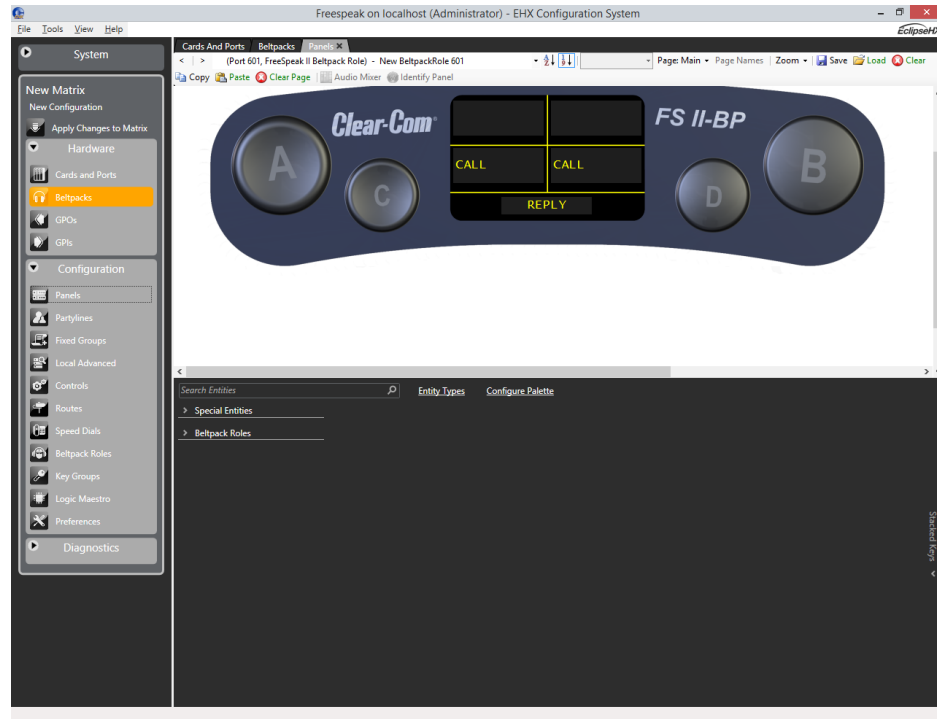 Freespeak on localhost (Administrator) - EHX Configuration System
File Tools View Help
EclipseHX
System
Cards And Ports Beltpacks Panels
< > (Port 601, FreeSpeak II Beltpack Role) - New BeltpackRole 601 Page: Main Page Names Zoom Save Load Clear
Copy Paste Clear Page Audio Mixer Identify Panel
New Matrix
New Configuration
Apply Changes to Matrix
Hardware
Cards and Ports
Beltpacks
GPOs
GPIs
Configuration
Panels
Partylines
Fixed Groups
Local Advanced
Controls
Routes
Speed Dials
Beltpack Roles
Key Groups
Logic Maestro
Preferences
Diagnostics
Clear-Com FS II-BP
A B
CALL CALL
C D
REPLY
Search Entities Entity Types Configure Palette
Special Entities
Beltpack Roles
Stacked Keys